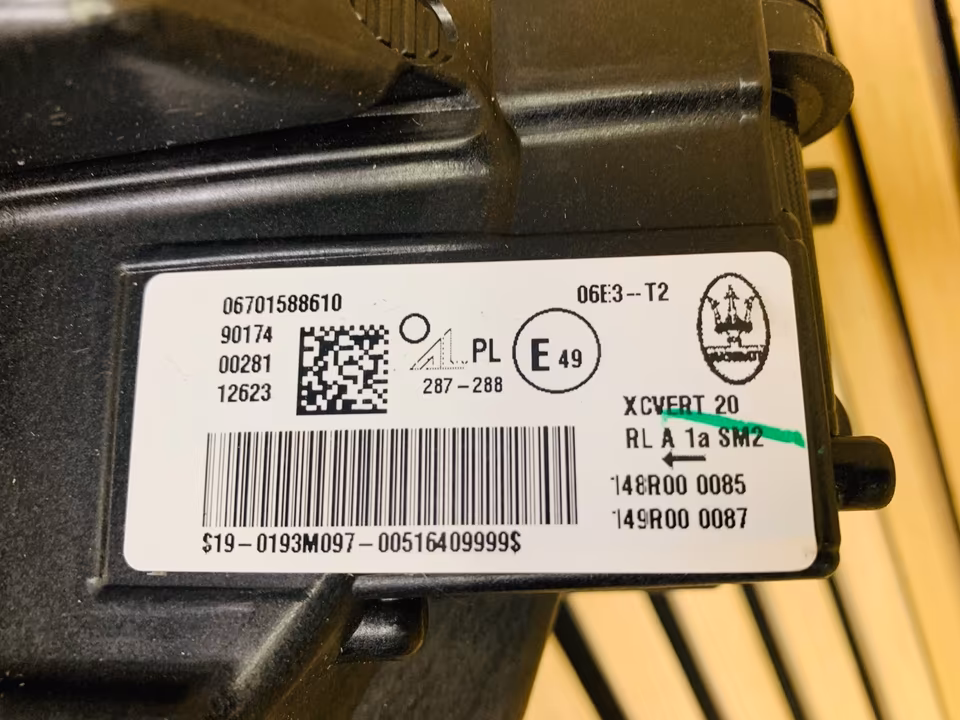 06701588610
90174
00281
12623
AL PL
287-288
E 49
06E3--T2
XCVERT 20
RL A 1a SM2
148R00 0085
149R00 0087
$19-0193M097-00516409999$